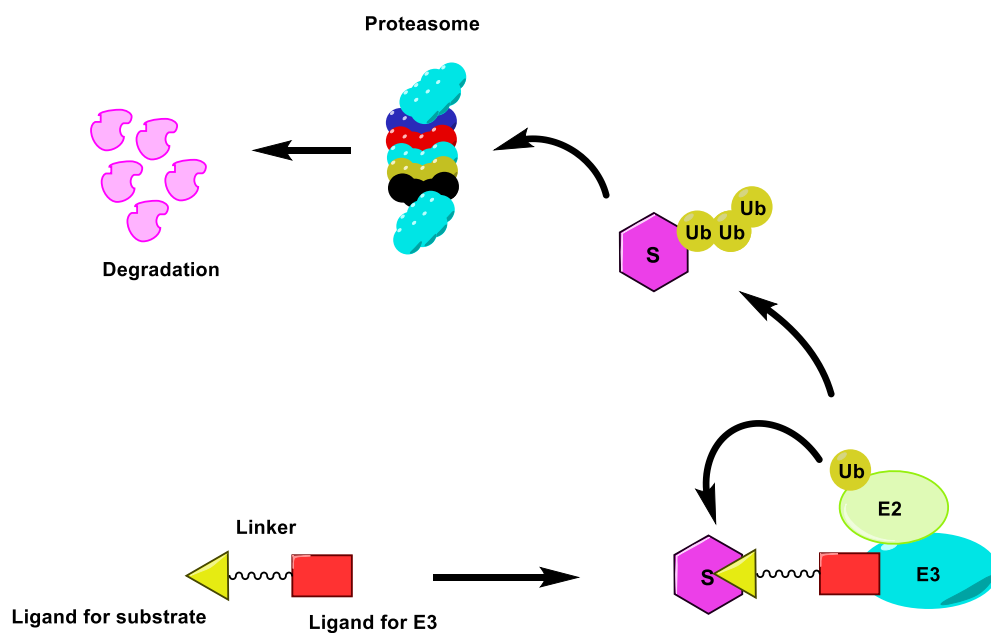 Proteasome
Degradation
S
Ub
Ub
Ub
Linker
Ligand for substrate
Ligand for E3
Ub
E2
S
E3